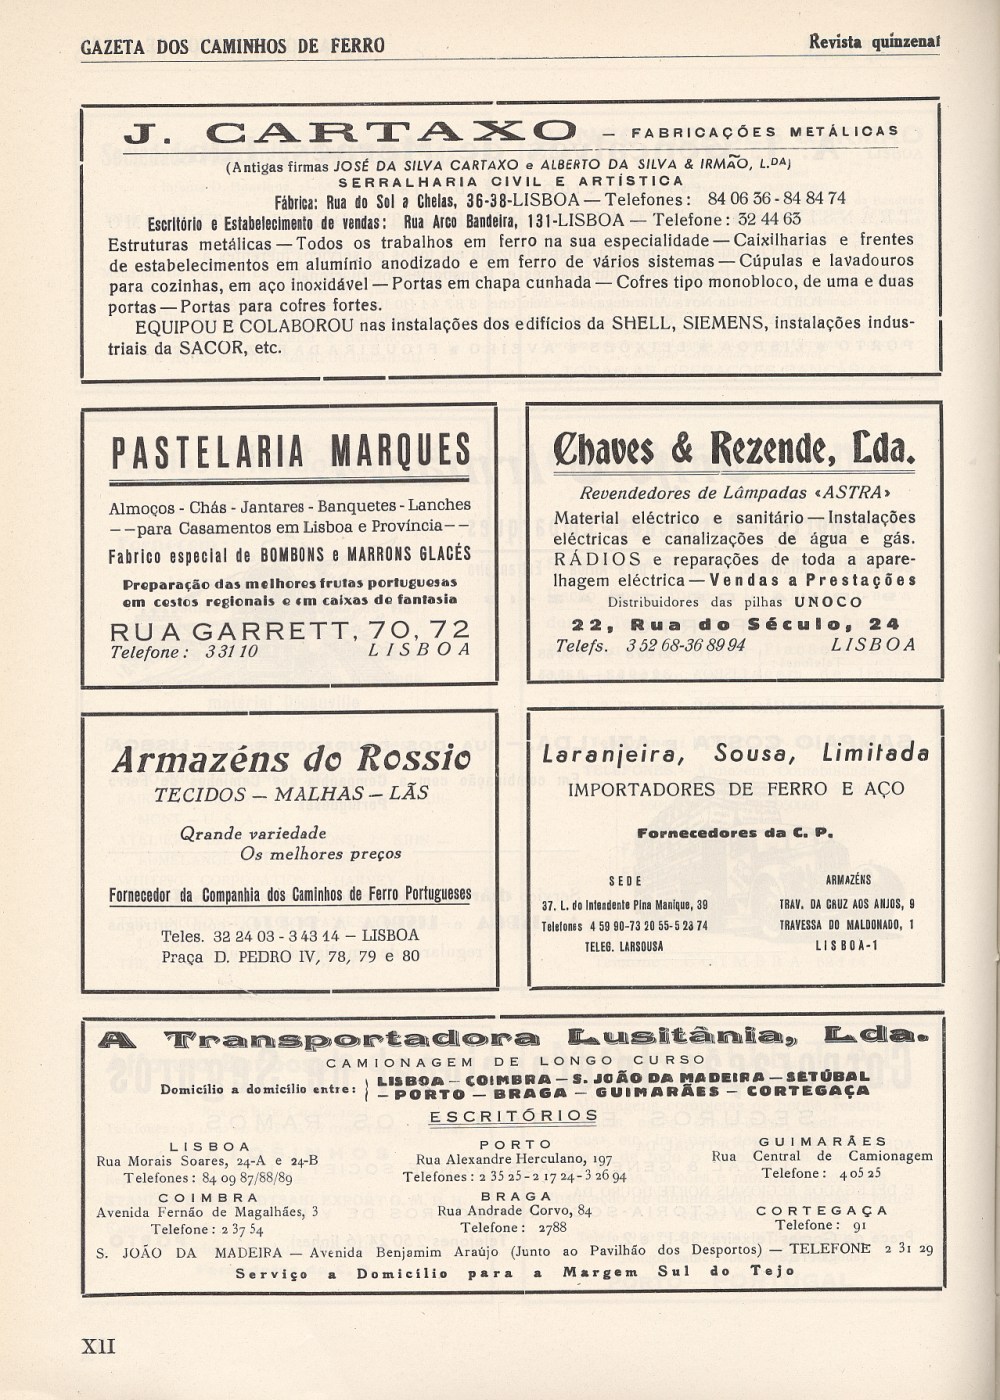 GAZETA DOS CAMINHOS DE FERRO
Revista quinzenal
J. CARTAXO — FABRICAÇÕES METÁLICAS
(Antigas firmas JOSÉ DA SILVA CARTAXO e ALBERTO DA SILVA & IRMÃO, L.DA)
SERRALHARIA CIVIL E ARTÍSTICA
Fábrica: Rua do Sol a Chelas, 36-38-LISBOA — Telefones: 84 06 36 - 84 84 74
Escritório e Estabelecimento de vendas: Rua Arco Bandeira, 131-LISBOA — Telefone: 32 44 63
Estruturas metálicas — Todos os trabalhos em ferro na sua especialidade — Caixilharias e frentes
de estabelecimentos em alumínio anodizado e em ferro de vários sistemas — Cúpulas e lavadouros
para cozinhas, em aço inoxidável — Portas em chapa cunhada — Cofres tipo monobloco, de uma e duas
portas — Portas para cofres fortes.
EQUIPOU E COLABOROU nas instalações dos edifícios da SHELL, SIEMENS, instalações indus-
triais da SACOR, etc.
PASTELARIA MARQUES
Almoços - Chás - Jantares - Banquetes - Lanches
— — para Casamentos em Lisboa e Província — —
Fabrico especial de BOMBONS e MARRONS GLACÉS
Preparação das melhores frutas portuguesas
em cestos regionais e em caixas de fantasia
RUA GARRETT, 70, 72
Telefone: 3 31 10 LISBOA
Chaves & Rezende, Lda.
Revendedores de Lâmpadas «ASTRA»
Material eléctrico e sanitário — Instalações
eléctricas e canalizações de água e gás.
RÁDIOS e reparações de toda a apare-
lhagem eléctrica — Vendas a Prestações
Distribuidores das pilhas UNOCO
22, Rua do Século, 24
Telefs. 3 52 68-36 89 94 LISBOA
Armazéns do Rossio
TECIDOS — MALHAS — LÃS
Qrande variedade
Os melhores preços
Fornecedor da Companhia dos Caminhos de Ferro Portugueses
Teles. 32 24 03 - 3 43 14 — LISBOA
Praça D. PEDRO IV, 78, 79 e 80
Laranjeira, Sousa, Limitada
IMPORTADORES DE FERRO E AÇO
Fornecedores da C. P.
SEDE
37. L. do Intendente Pina Manique, 39
Telefones 4 59 90-73 20 55-5 23 74
TELEG. LARSOUSA
ARMAZÉNS
TRAV. DA CRUZ AOS ANJOS, 9
TRAVESSA DO MALDONADO, 1
LISBOA-1
A Transportadora Lusitânia, Lda.
CAMIONAGEM DE LONGO CURSO
Domicílio a domicílio entre: } LISBOA — COIMBRA — S. JOÃO DA MADEIRA — SETÚBAL
— PORTO — BRAGA — GUIMARÃES — CORTEGAÇA
ESCRITÓRIOS
LISBOA
Rua Morais Soares, 24-A e 24-B
Telefones: 84 09 87/88/89
COIMBRA
Avenida Fernão de Magalhães, 3
Telefone: 2 37 54
PORTO
Rua Alexandre Herculano, 197
Telefones: 2 35 25 - 2 17 24 - 3 26 94
BRAGA
Rua Andrade Corvo, 84
Telefone: 2788
GUIMARÃES
Rua Central de Camionagem
Telefone: 4 05 25
CORTEGAÇA
Telefone: 91
S. JOÃO DA MADEIRA — Avenida Benjamim Araújo (Junto ao Pavilhão dos Desportos) — TELEFONE 2 31 29
Serviço a Domicílio para a Margem Sul do Tejo
XII